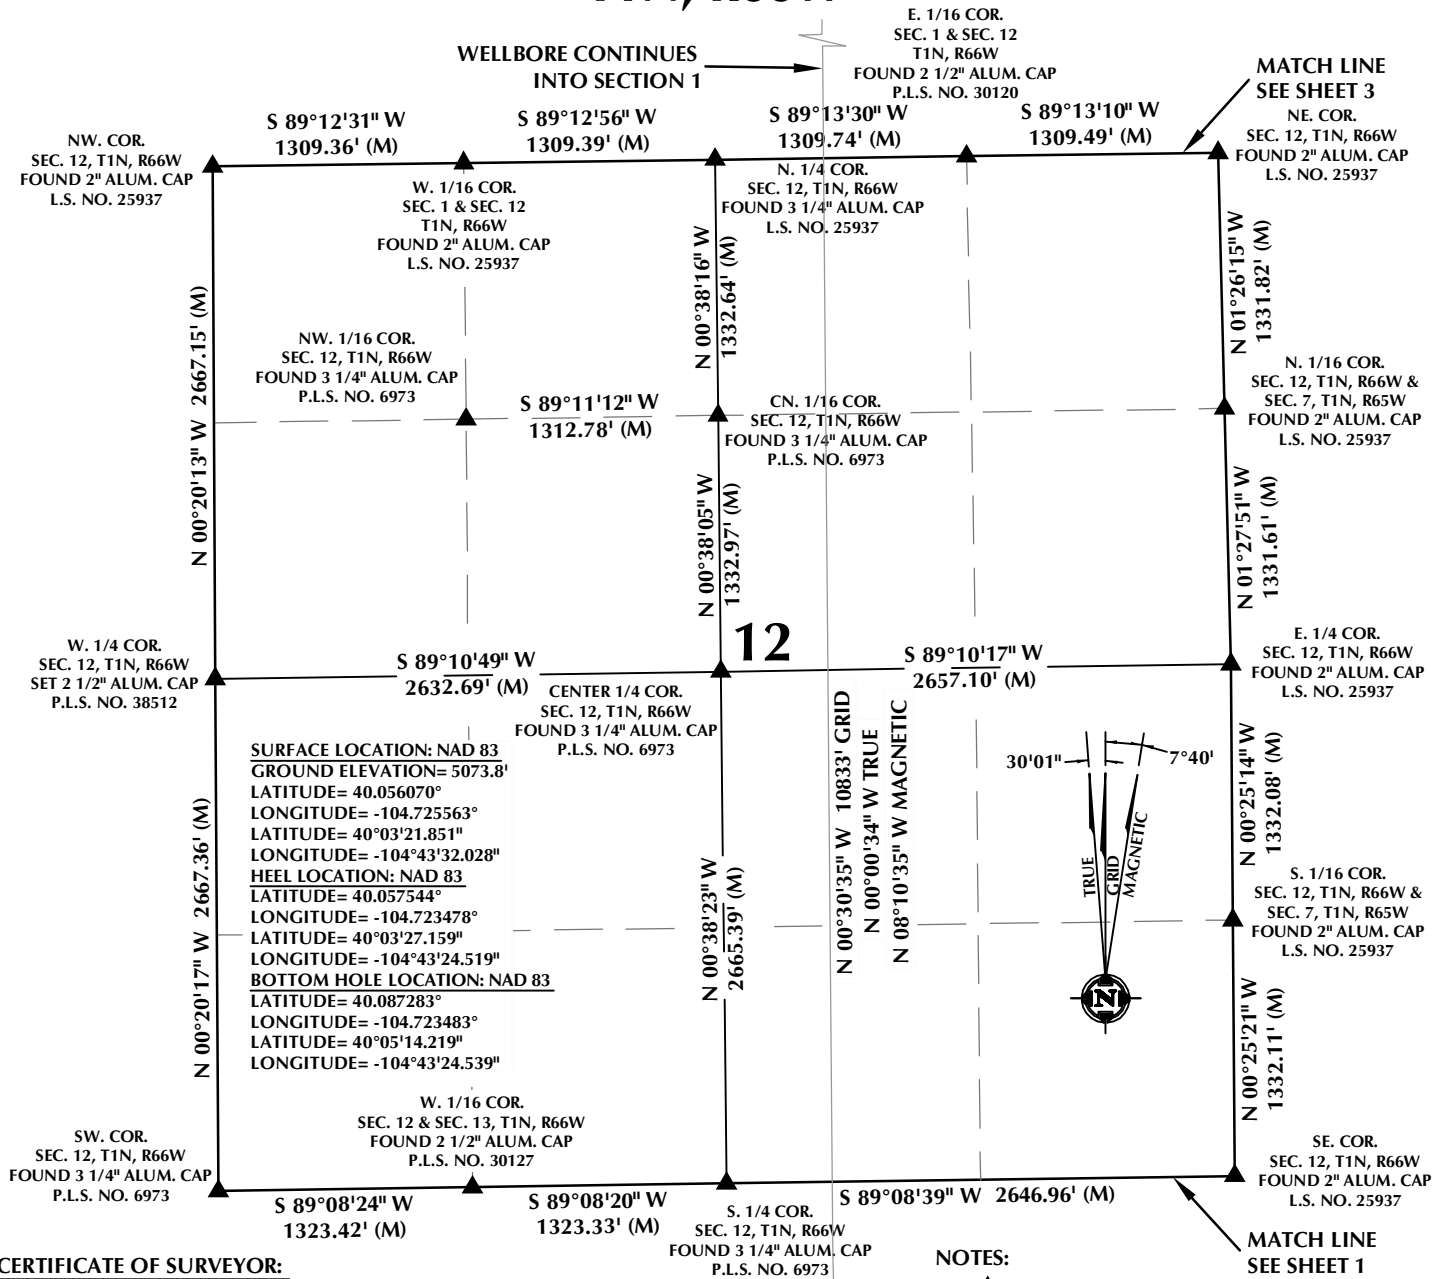 WELLBORE CONTINUES
INTO SECTION 1
E. 1/16 COR.
SEC. 1 & SEC. 12
T1N, R66W
FOUND 2 1/2" ALUM. CAP
P.L.S. NO. 30120
MATCH LINE
SEE SHEET 3
NW. COR.
SEC. 12, T1N, R66W
FOUND 2" ALUM. CAP
L.S. NO. 25937
S 89°12'31" W
1309.36' (M)
S 89°12'56" W
1309.39' (M)
S 89°13'30" W
1309.74' (M)
S 89°13'10" W
1309.49' (M)
NE. COR.
SEC. 12, T1N, R66W
FOUND 2" ALUM. CAP
L.S. NO. 25937
W. 1/16 COR.
SEC. 1 & SEC. 12
T1N, R66W
FOUND 2" ALUM. CAP
L.S. NO. 25937
N. 1/4 COR.
SEC. 12, T1N, R66W
FOUND 3 1/4" ALUM. CAP
L.S. NO. 25937
N 00°20'13" W 2667.15' (M)
N 00°38'16" W
1332.64' (M)
N 01°26'15" W
1331.82' (M)
NW. 1/16 COR.
SEC. 12, T1N, R66W
FOUND 3 1/4" ALUM. CAP
P.L.S. NO. 6973
S 89°11'12" W
1312.78' (M)
CN. 1/16 COR.
SEC. 12, T1N, R66W
FOUND 3 1/4" ALUM. CAP
P.L.S. NO. 6973
N. 1/16 COR.
SEC. 12, T1N, R66W &
SEC. 7, T1N, R65W
FOUND 2" ALUM. CAP
L.S. NO. 25937
N 00°38'05" W
1332.97' (M)
N 01°27'51" W
1331.61' (M)
W. 1/4 COR.
SEC. 12, T1N, R66W
SET 2 1/2" ALUM. CAP
P.L.S. NO. 38512
S 89°10'49" W
2632.69' (M)
12
S 89°10'17" W
2657.10' (M)
E. 1/4 COR.
SEC. 12, T1N, R66W
FOUND 2" ALUM. CAP
L.S. NO. 25937
CENTER 1/4 COR.
SEC. 12, T1N, R66W
FOUND 3 1/4" ALUM. CAP
P.L.S. NO. 6973
SURFACE LOCATION: NAD 83
GROUND ELEVATION= 5073.8'
LATITUDE= 40.056070°
LONGITUDE= -104.725563°
LATITUDE= 40°03'21.851"
LONGITUDE= -104°43'32.028"
HEEL LOCATION: NAD 83
LATITUDE= 40.057544°
LONGITUDE= -104.723478°
LATITUDE= 40°03'27.159"
LONGITUDE= -104°43'24.519"
BOTTOM HOLE LOCATION: NAD 83
LATITUDE= 40.087283°
LONGITUDE= -104.723483°
LATITUDE= 40°05'14.219"
LONGITUDE= -104°43'24.539"
N 00°20'17" W 2667.36' (M)
N 00°38'23" W
2665.39' (M)
N 00°30'35" W 10833' GRID
N 00°00'34" W TRUE
N 08°10'35" W MAGNETIC
30'01"
7°40'
TRUE
GRID
MAGNETIC
N
N 00°25'14" W
1332.08' (M)
S. 1/16 COR.
SEC. 12, T1N, R66W &
SEC. 7, T1N, R65W
FOUND 2" ALUM. CAP
L.S. NO. 25937
N 00°25'21" W
1332.11' (M)
W. 1/16 COR.
SEC. 12 & SEC. 13, T1N, R66W
FOUND 2 1/2" ALUM. CAP
P.L.S. NO. 30127
SW. COR.
SEC. 12, T1N, R66W
FOUND 3 1/4" ALUM. CAP
P.L.S. NO. 6973
S 89°08'24" W
1323.42' (M)
S 89°08'20" W
1323.33' (M)
S 89°08'39" W 2646.96' (M)
SE. COR.
SEC. 12, T1N, R66W
FOUND 2" ALUM. CAP
L.S. NO. 25937
S. 1/4 COR.
SEC. 12, T1N, R66W
FOUND 3 1/4" ALUM. CAP
P.L.S. NO. 6973
MATCH LINE
SEE SHEET 1
CERTIFICATE OF SURVEYOR:
NOTES: